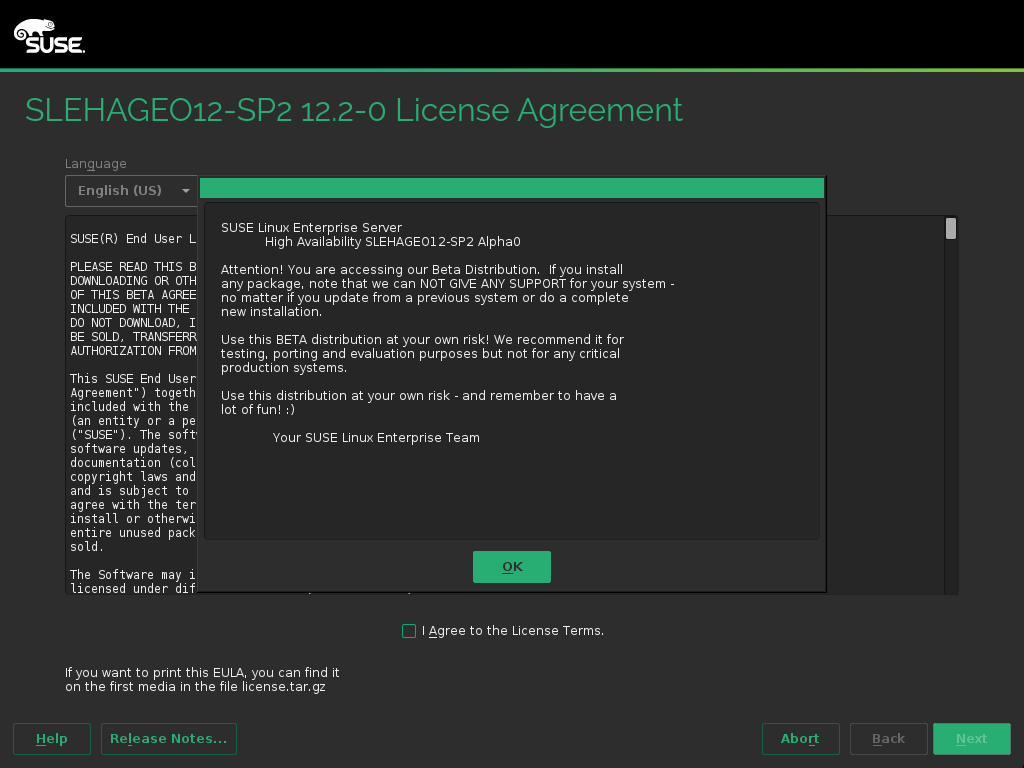 SUSE.
SLEHAGEO12-SP2 12.2-0 License Agreement
Language
English (US)
SUSE Linux Enterprise Server
High Availability SLEHAGEO12-SP2 Alpha0
Attention! You are accessing our Beta Distribution.  If you install
any package, note that we can NOT GIVE ANY SUPPORT for your system -
no matter if you update from a previous system or do a complete
new installation.
Use this BETA distribution at your own risk! We recommend it for
testing, porting and evaluation purposes but not for any critical
production systems.
Use this distribution at your own risk - and remember to have a
lot of fun! :)
Your SUSE Linux Enterprise Team
OK
SUSE(R) End User L
PLEASE READ THIS B
DOWNLOADING OR OTH
OF THIS BETA AGREE
INCLUDED WITH THE
DO NOT DOWNLOAD, I
BE SOLD, TRANSFERR
AUTHORIZATION FROM
This SUSE End User
Agreement") togeth
included with the
(an entity or a pe
("SUSE"). The soft
software updates,
documentation (col
copyright laws and
and is subject to
agree with the ter
install or otherwi
entire unused pack
sold.
The Software may i
licensed under dif
I Agree to the License Terms.
If you want to print this EULA, you can find it
on the first media in the file license.tar.gz
Help
Release Notes...
Abort
Back
Next